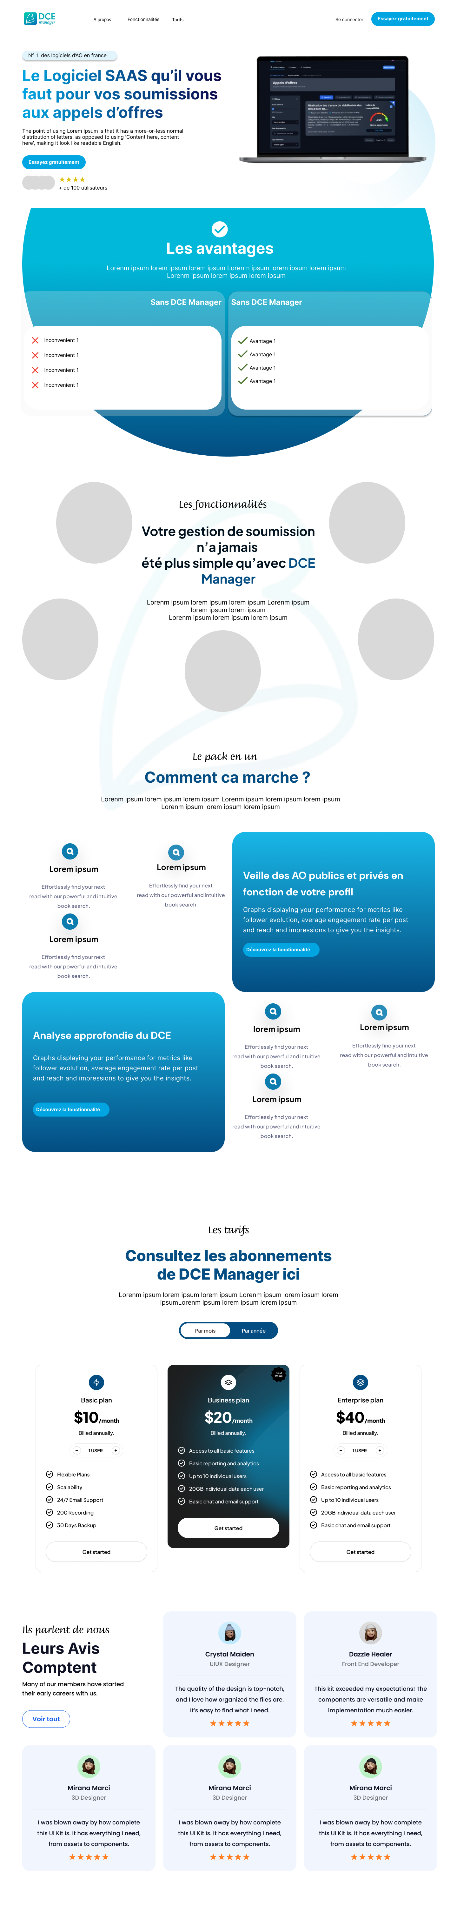 DCE
manager
A propos
Fonctionnalités
Tarifs
Se connecter
Essayez gratuitement
N° 1 des logiciels d'AO en france
Le Logiciel SAAS qu'il vous
faut pour vos soumissions
aux appels d'offres
The point of using Lorem Ipsum is that it has a more-or-less normal
distribution of letters, as opposed to using 'Content here, content
here', making it look like readable English.
Essayez gratuitement
+ de 100 utilisateurs
Les avantages
Lorenm ipsum lorem ipsum lorem ipsum Lorenm ipsum lorem ipsum lorem ipsum
Lorenm ipsum lorem ipsum lorem ipsum
Sans DCE Manager
Inconvenient 1
Inconvenient 1
Inconvenient 1
Inconvenient 1
Sans DCE Manager
Avantage 1
Avantage 1
Avantage 1
Avantage 1
Les fonctionnalités
Votre gestion de soumission
n'a jamais
été plus simple qu'avec DCE
Manager
Lorenm ipsum lorem ipsum lorem ipsum Lorenm ipsum
lorem ipsum lorem ipsum
Lorenm ipsum lorem ipsum lorem ipsum
Le pack en un
Comment ca marche ?
Lorenm ipsum lorem ipsum lorem ipsum Lorenm ipsum lorem ipsum lorem ipsum
Lorenm ipsum lorem ipsum lorem ipsum
Lorem ipsum
Effortlessly find your next
read with our powerful and intuitive
book search.
Lorem ipsum
Effortlessly find your next
read with our powerful and intuitive
book search.
Lorem ipsum
Effortlessly find your next
read with our powerful and intuitive
book search.
Veille des AO publics et privés en
fonction de votre profil
Graphs displaying your performance for metrics like
follower evolution, average engagement rate per post
and reach and impressions to give you the insights.
Découvrez la fonctionnalité
Analyse approfondie du DCE
Graphs displaying your performance for metrics like
follower evolution, average engagement rate per post
and reach and impressions to give you the insights.
Découvrez la fonctionnalité
lorem ipsum
Effortlessly find your next
read with our powerful and intuitive
book search.
Lorem ipsum
Effortlessly find your next
read with our powerful and intuitive
book search.
Lorem ipsum
Effortlessly find your next
read with our powerful and intuitive
book search.
Les tarifs
Consultez les abonnements
de DCE Manager ici
Lorenm ipsum lorem ipsum lorem ipsum Lorenm ipsum lorem ipsum lorem
ipsumLorenm ipsum lorem ipsum lorem ipsum
Par mois
Par année
Basic plan
$10/month
Billed annually.
- 1 USER +
Flexible Plans
Scalability
24/7 Email Support
200 Recording
30 Days Backup
Get started
Business plan
$20/month
Billed annually.
Access to all basic features
Basic reporting and analytics
Up to 10 individual users
20GB individual data each user
Basic chat and email support
Get started
Enterprise plan
$40/month
Billed annually.
- 1 USER +
Access to all basic features
Basic reporting and analytics
Up to 10 individual users
20GB individual data each user
Basic chat and email support
Get started
Ils parlent de nous
Leurs Avis
Comptent
Many of our members have started
their early careers with us.
Voir tout
Crystal Maiden
UIUX Designer
The quality of the design is top-notch,
and I love how organized the files are.
It's easy to find what I need.
Dazzle Healer
Front End Developer
This kit exceeded my expectations! The
components are versatile and make
implementation much easier.
Mirana Marci
3D Designer
I was blown away by how complete
this UI Kit is. It has everything I need,
from assets to components.
Mirana Marci
3D Designer
I was blown away by how complete
this UI Kit is. It has everything I need,
from assets to components.
Mirana Marci
3D Designer
I was blown away by how complete
this UI Kit is. It has everything I need,
from assets to components.